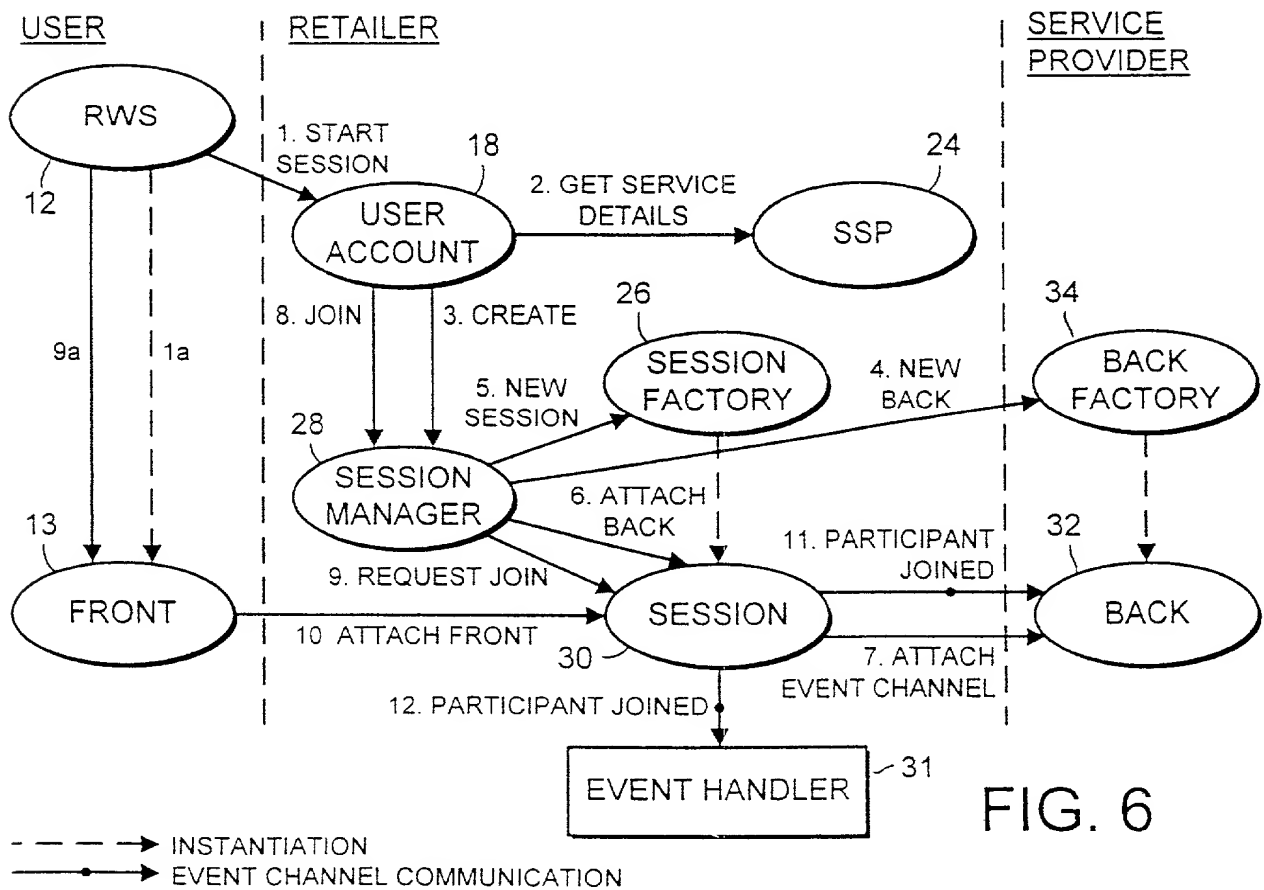 USER
RETAILER
SERVICE
PROVIDER
RWS
12
1. START
SESSION
18
USER
ACCOUNT
2. GET SERVICE
DETAILS
24
SSP
9a
1a
8. JOIN
3. CREATE
26
SESSION
FACTORY
34
BACK
FACTORY
5. NEW
SESSION
4. NEW
BACK
28
SESSION
MANAGER
6. ATTACH
BACK
9. REQUEST JOIN
13
FRONT
10 ATTACH FRONT
SESSION
30
11. PARTICIPANT
JOINED
32
BACK
7. ATTACH
EVENT CHANNEL
12. PARTICIPANT JOINED
EVENT HANDLER
31
FIG. 6
INSTANTIATION
EVENT CHANNEL COMMUNICATION